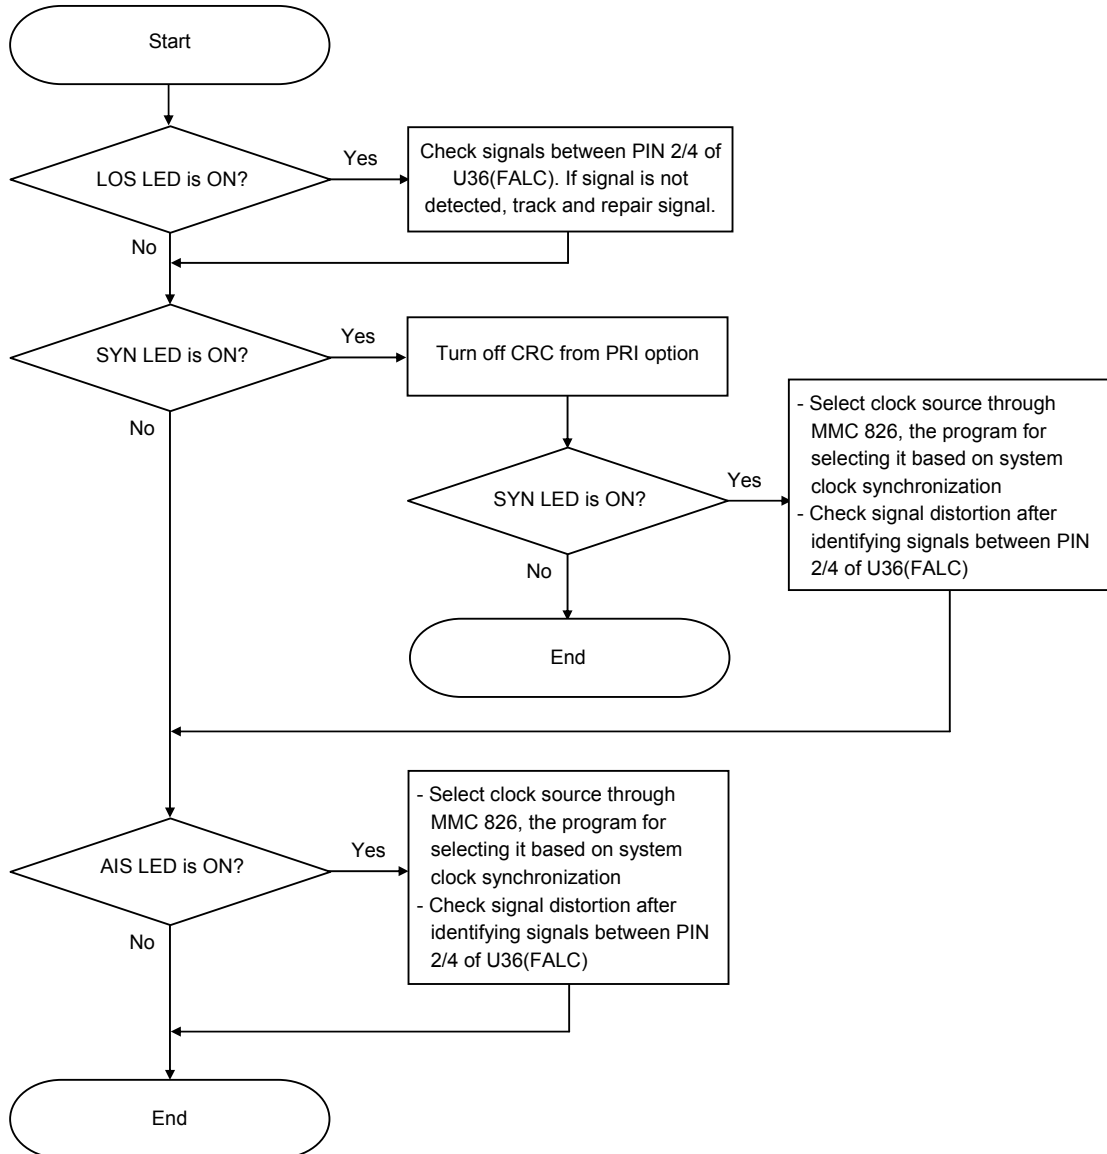 Start
LOS LED is ON?
Yes
Check signals between PIN 2/4 of
U36(FALC). If signal is not
detected, track and repair signal.
No
SYN LED is ON?
Yes
Turn off CRC from PRI option
No
SYN LED is ON?
Yes
- Select clock source through
MMC 826, the program for
selecting it based on system
clock synchronization
- Check signal distortion after
identifying signals between PIN
2/4 of U36(FALC)
No
End
AIS LED is ON?
Yes
- Select clock source through
MMC 826, the program for
selecting it based on system
clock synchronization
- Check signal distortion after
identifying signals between PIN
2/4 of U36(FALC)
No
End